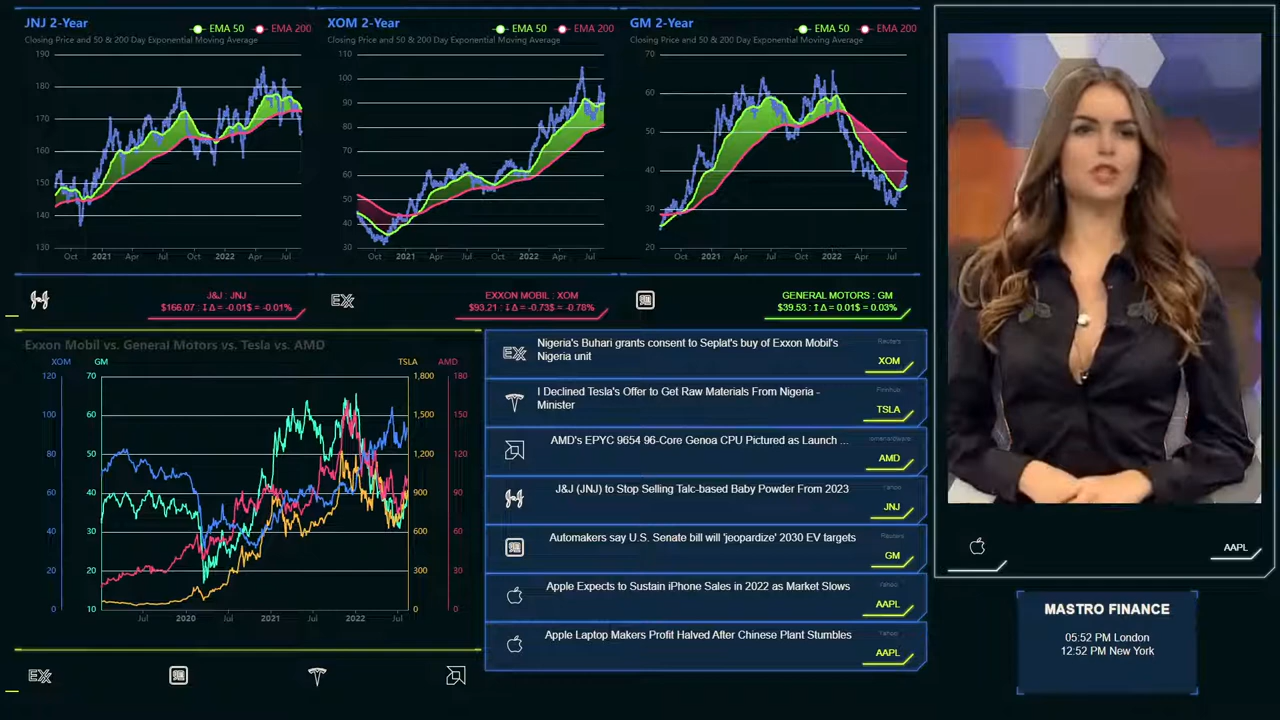 JNJ 2-Year
EMA 50 EMA 200
Closing Price and 50 & 200 Day Exponential Moving Average
190
180
170
160
150
140
130
Oct 2021 Apr Jul Oct 2022 Apr Jul
XOM 2-Year
EMA 50 EMA 200
Closing Price and 50 & 200 Day Exponential Moving Average
110
100
90
80
70
60
50
40
30
Oct 2021 Apr Jul Oct 2022 Apr Jul
GM 2-Year
EMA 50 EMA 200
Closing Price and 50 & 200 Day Exponential Moving Average
70
60
50
40
30
20
Oct 2021 Apr Jul Oct 2022 Apr Jul
J&J : JNJ
$166.07 : ↧ Δ = -0.01$ = -0.01%
EX
EXXON MOBIL : XOM
$93.21 : ↧ Δ = -0.73$ = -0.78%
GENERAL MOTORS : GM
$39.53 : ↥ Δ = 0.01$ = 0.03%
Exxon Mobil vs. General Motors vs. Tesla vs. AMD
XOM GM TSLA AMD
120 70 1,800 180
100 60 1,500 150
80 50 1,200 120
60 40 900 90
40 30 600 60
20 20 300 30
0 10 0 0
Jul 2020 Jul 2021 Jul 2022 Jul
EX
EX
Nigeria's Buhari grants consent to Seplat's buy of Exxon Mobil's
Nigeria unit
Reuters
XOM
I Declined Tesla's Offer to Get Raw Materials From Nigeria -
Minister
Finnhub
TSLA
AMD's EPYC 9654 96-Core Genoa CPU Pictured as Launch ...
AMD
J&J (JNJ) to Stop Selling Talc-based Baby Powder From 2023
Yahoo
JNJ
Automakers say U.S. Senate bill will 'jeopardize' 2030 EV targets
Reuters
GM
Apple Expects to Sustain iPhone Sales in 2022 as Market Slows
Yahoo
AAPL
Apple Laptop Makers Profit Halved After Chinese Plant Stumbles
Yahoo
AAPL
AAPL
MASTRO FINANCE
05:52 PM London
12:52 PM New York